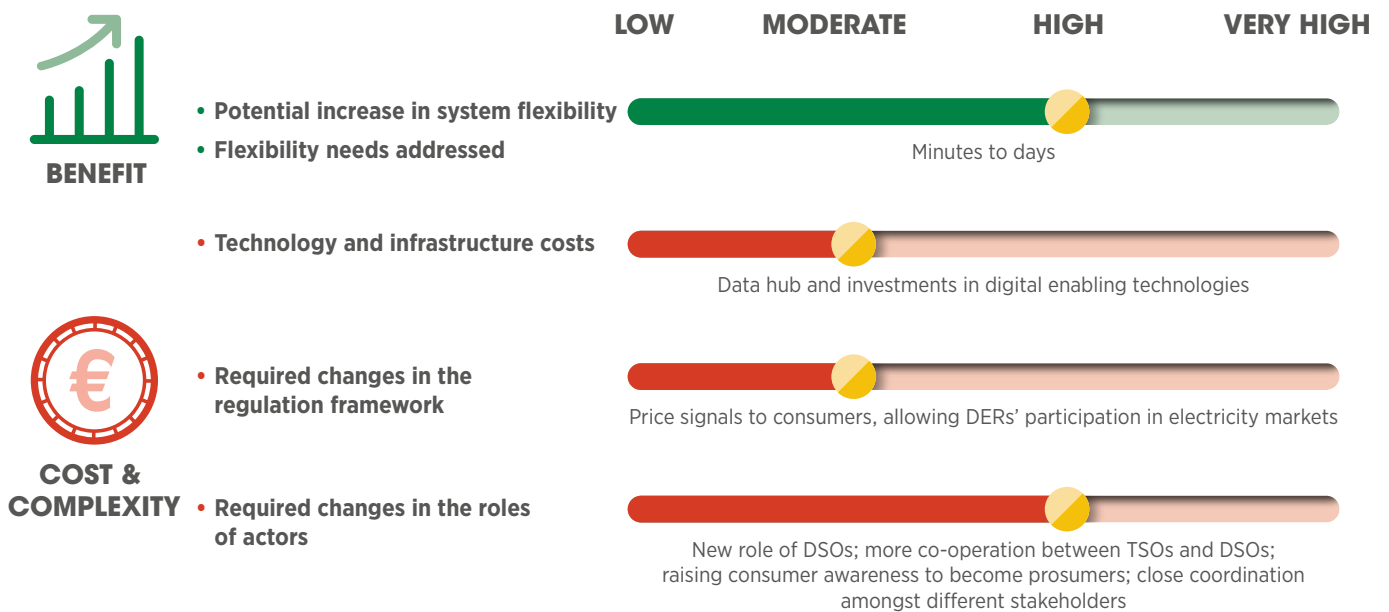 LOW MODERATE HIGH VERY HIGH
BENEFIT
• Potential increase in system flexibility
• Flexibility needs addressed
Minutes to days
• Technology and infrastructure costs
Data hub and investments in digital enabling technologies
€
COST &
COMPLEXITY
• Required changes in the
regulation framework
Price signals to consumers, allowing DERs’ participation in electricity markets
• Required changes in the roles
of actors
New role of DSOs; more co-operation between TSOs and DSOs;
raising consumer awareness to become prosumers; close coordination
amongst different stakeholders